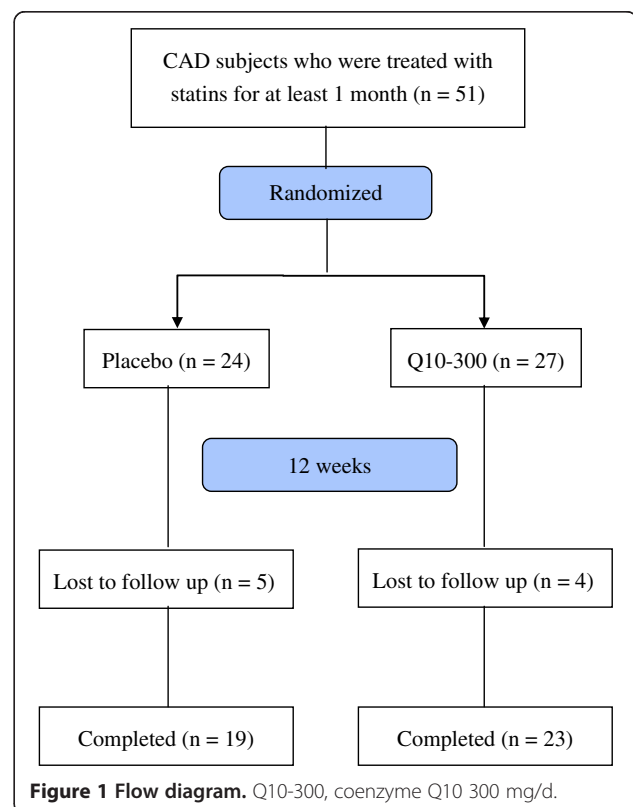 CAD subjects who were treated with
statins for at least 1 month (n = 51)
Randomized
Placebo (n = 24)
Q10-300 (n = 27)
12 weeks
Lost to follow up (n = 5)
Lost to follow up (n = 4)
Completed (n = 19)
Completed (n = 23)
Figure 1 Flow diagram. Q10-300, coenzyme Q10 300 mg/d.